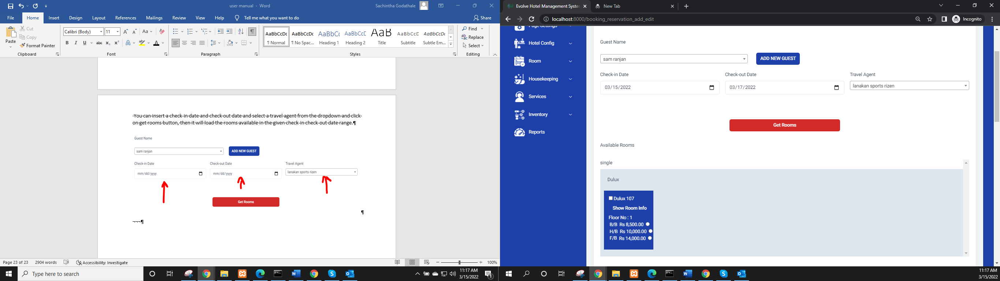 user manual - Word
Sachintha Godathale
File Home Insert Design Layout References Mailings Review View Help Tell me what you want to do
Share
Paste
Cut
Copy
Format Painter
Clipboard
Calibri (Body) 11
Font
Paragraph
AaBbCcDc AaBbCcDc AaBbCc AaBbCcD AaB AaBbCcD AaBbCcDc
¶ Normal ¶ No Spac... Heading 1 Heading 2 Title Subtitle Subtle Em...
Styles
Find
Replace
Select
Editing
·You·can·insert·a·check-in·date·and·check·out·date·and·select·a·travel·agent·from·the·dropdown·and·click·
on·get·rooms·button,·then·it·will·load·the·rooms·available·in·the·given·check-in·check-out·date·range.¶
Guest Name
sam ranjan
ADD NEW GUEST
Check-in Date Check-out Date Travel Agent
mm/dd/yyyy mm/dd/yyyy lanakan sports rizen
Get Rooms
¶
¬¬¬¶
Page 23 of 23 2904 words Accessibility: Investigate
100%
Type here to search
11:17 AM
3/15/2022
1
Evolve Hotel Management System
New Tab
localhost:8000/booking_reservation_add_edit
Incognito
Page Settings
Hotel Config
Room
Housekeeping
Services
Inventory
Reports
Guest Name
sam ranjan
ADD NEW GUEST
Check-in Date Check-out Date Travel Agent
03/15/2022 03/17/2022 lanakan sports rizen
Get Rooms
Available Rooms
single
Dulux
Dulux 107
Show Room Info
Floor No : 1
B/B Rs 8,500.00
H/B Rs 10,000.00
F/B Rs 14,000.00
11:17 AM
3/15/2022